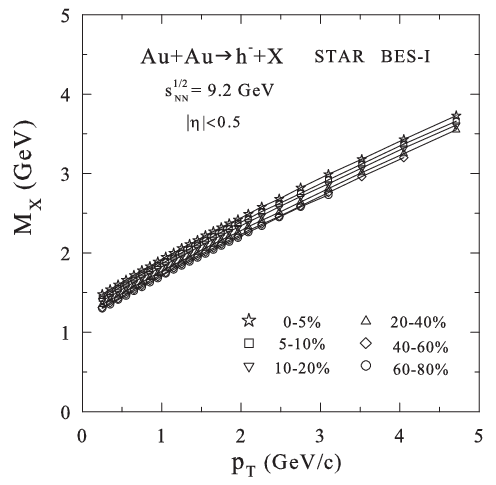 Au+Au→h⁻+X STAR BES-I
s_NN^1/2 = 9.2 GeV
|η|<0.5
M_X (GeV)
5
4
3
2
1
0
☆ 0-5% △ 20-40%
□ 5-10% ◇ 40-60%
▽ 10-20% ○ 60-80%
0 1 2 3 4 5
p_T (GeV/c)